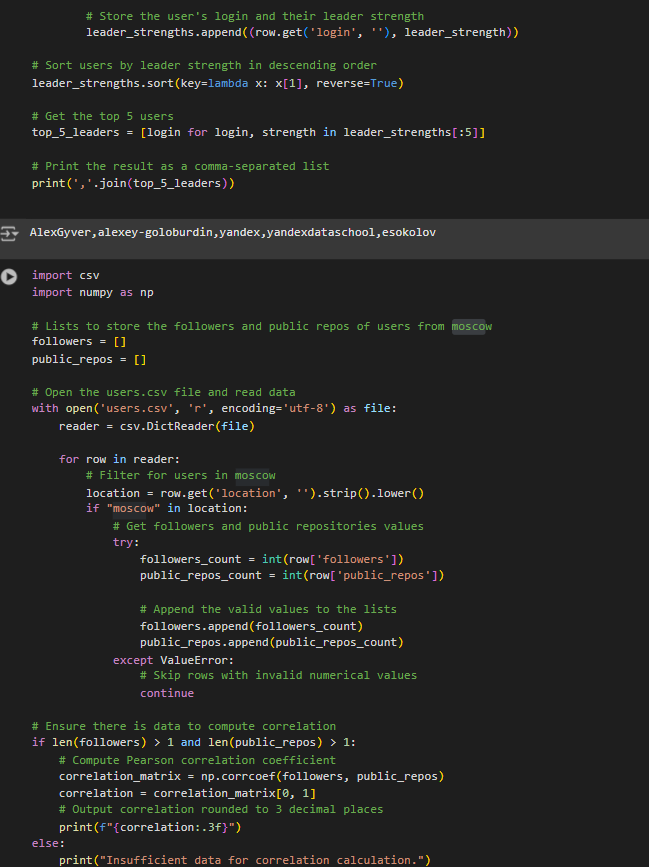 # Store the user's login and their leader strength
leader_strengths.append((row.get('login', ''), leader_strength))
# Sort users by leader strength in descending order
leader_strengths.sort(key=lambda x: x[1], reverse=True)
# Get the top 5 users
top_5_leaders = [login for login, strength in leader_strengths[:5]]
# Print the result as a comma-separated list
print(','.join(top_5_leaders))
AlexGyver,alexey-goloburdin,yandex,yandexdataschool,esokolov
import csv
import numpy as np
# Lists to store the followers and public repos of users from moscow
followers = []
public_repos = []
# Open the users.csv file and read data
with open('users.csv', 'r', encoding='utf-8') as file:
reader = csv.DictReader(file)
for row in reader:
# Filter for users in moscow
location = row.get('location', '').strip().lower()
if "moscow" in location:
# Get followers and public repositories values
try:
followers_count = int(row['followers'])
public_repos_count = int(row['public_repos'])
# Append the valid values to the lists
followers.append(followers_count)
public_repos.append(public_repos_count)
except ValueError:
# Skip rows with invalid numerical values
continue
# Ensure there is data to compute correlation
if len(followers) > 1 and len(public_repos) > 1:
# Compute Pearson correlation coefficient
correlation_matrix = np.corrcoef(followers, public_repos)
correlation = correlation_matrix[0, 1]
# Output correlation rounded to 3 decimal places
print(f"{correlation:.3f}")
else:
print("Insufficient data for correlation calculation.")